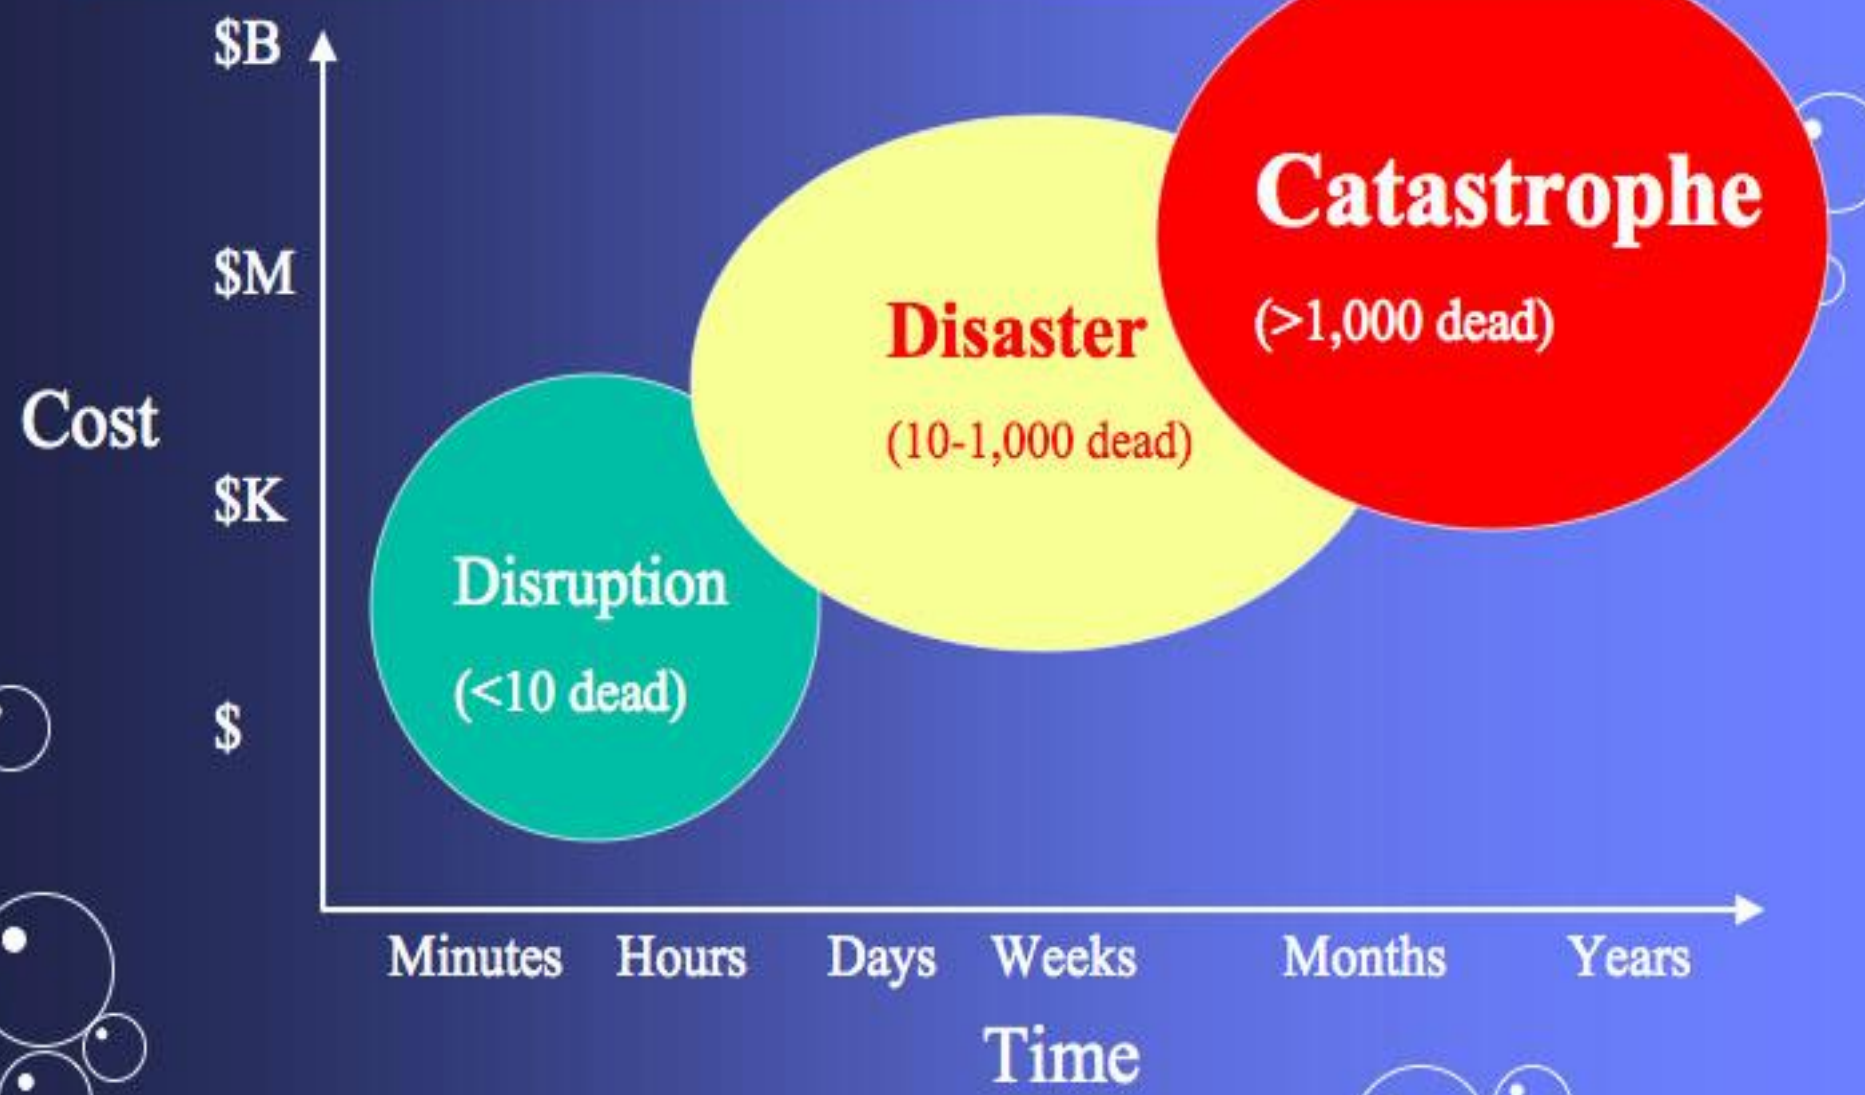 $B
Catastrophe
$M
(>1,000 dead)
Disaster
Cost
(10-1,000 dead)
$K
Disruption
(<10 dead)
$
Minutes Hours Days Weeks Months Years
Time